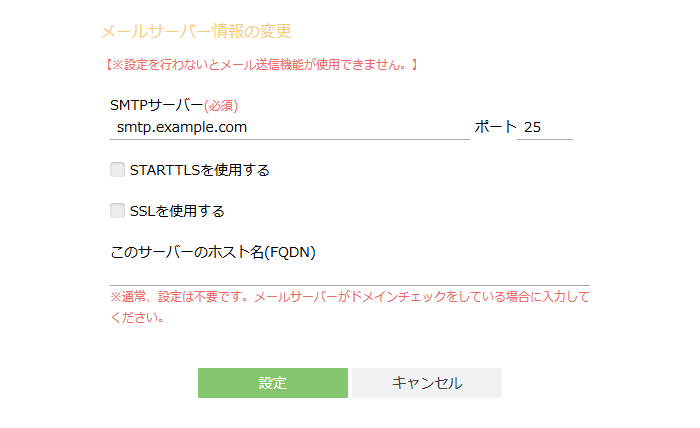 メールサーバー情報の変更
【※設定を行わないとメール送信機能が使用できません。】
SMTPサーバー(必須)
smtp.example.com ポート 25
STARTTLSを使用する
SSLを使用する
このサーバーのホスト名(FQDN)
※通常、設定は不要です。メールサーバーがドメインチェックをしている場合に入力して
ください。
設定 キャンセル